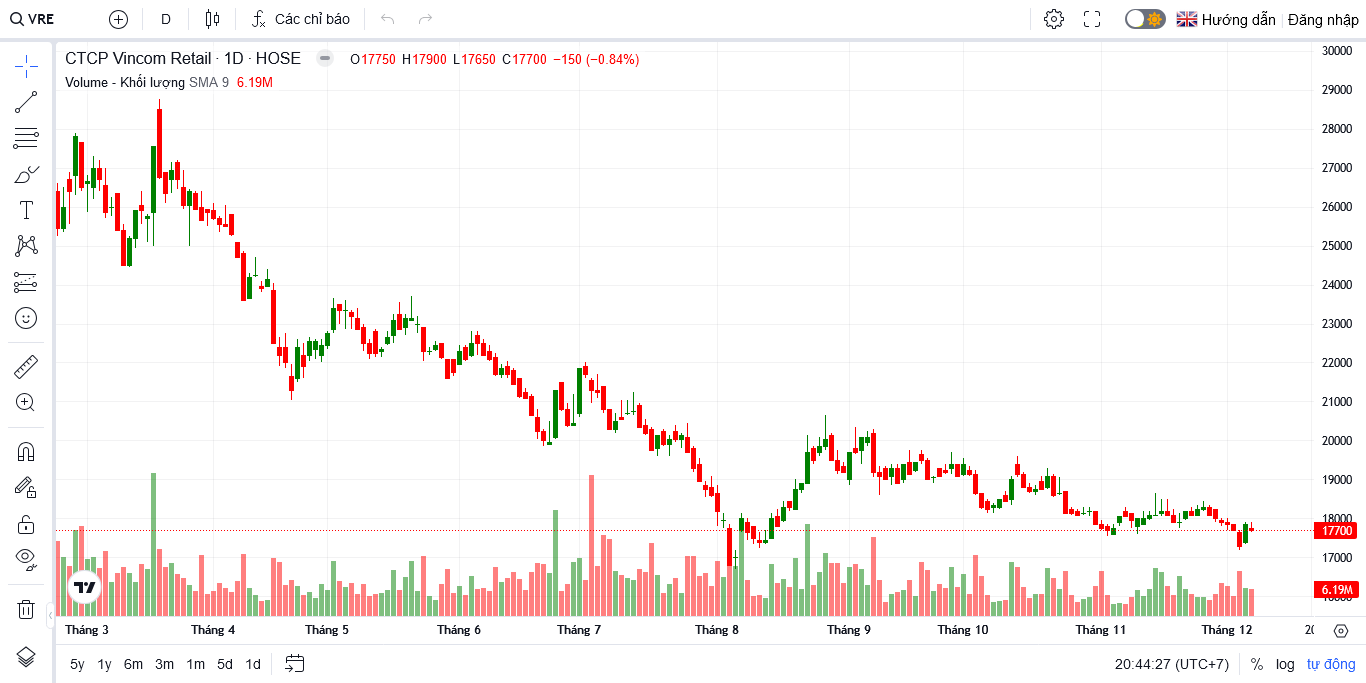 VRE D Các chỉ báo Hướng dẫn Đăng nhập
CTCP Vincom Retail · 1D · HOSE O17750 H17900 L17650 C17700 −150 (−0.84%)
Volume - Khối lượng SMA 9 6.19M
30000
29000
28000
27000
26000
25000
24000
23000
22000
21000
20000
19000
18000
17700
17000
6.19M
Tháng 3 Tháng 4 Tháng 5 Tháng 6 Tháng 7 Tháng 8 Tháng 9 Tháng 10 Tháng 11 Tháng 12
5y 1y 6m 3m 1m 5d 1d 20:44:27 (UTC+7) % log tự động